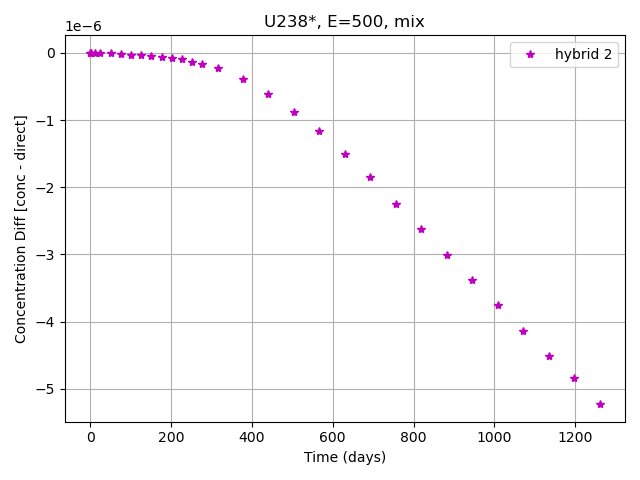 U238*, E=500, mix
1e−6
hybrid 2
0
−1
−2
−3
−4
−5
Concentration Diff [conc - direct]
0 200 400 600 800 1000 1200
Time (days)